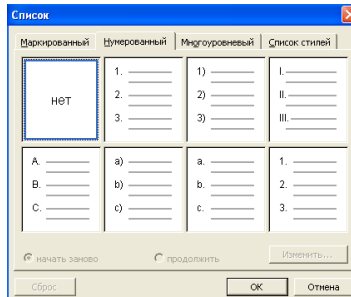 Список
Маркированный Нумерованный Многоуровневый Список стилей
нет
1.
2.
3.
1)
2)
3)
I.
II.
III.
A.
B.
C.
a)
b)
c)
a.
b.
c.
1.
2.
3.
начать заново продолжить Изменить...
Сброс ОК Отмена